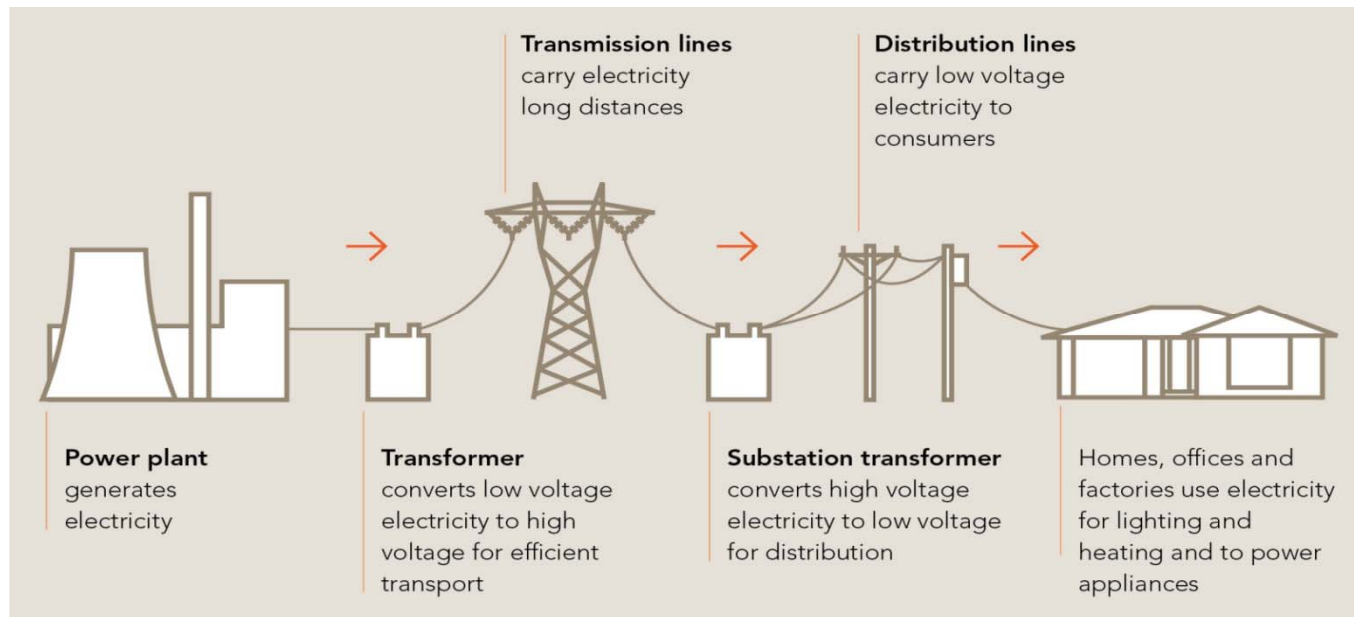 Transmission lines
carry electricity
long distances
Distribution lines
carry low voltage
electricity to
consumers
Power plant
generates
electricity
Transformer
converts low voltage
electricity to high
voltage for efficient
transport
Substation transformer
converts high voltage
electricity to low voltage
for distribution
Homes, offices and
factories use electricity
for lighting and
heating and to power
appliances